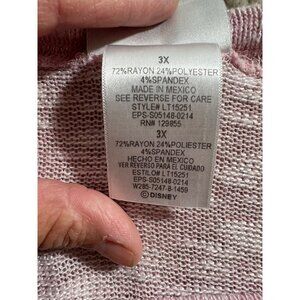 3X
72%RAYON 24%POLYESTER
4%SPANDEX
MADE IN MEXICO
SEE REVERSE FOR CARE
STYLE# LT15251
EPS-S05148-0214
RN# 129955
3X
72%RAYON 24%POLIESTER
4%SPANDEX
HECHO EN MEXICO
VER REVERSO PARA EL CUIDADO
ESTILO# LT15251
EPS-S05148-0214
W285-7247-8-1459
©DISNEY